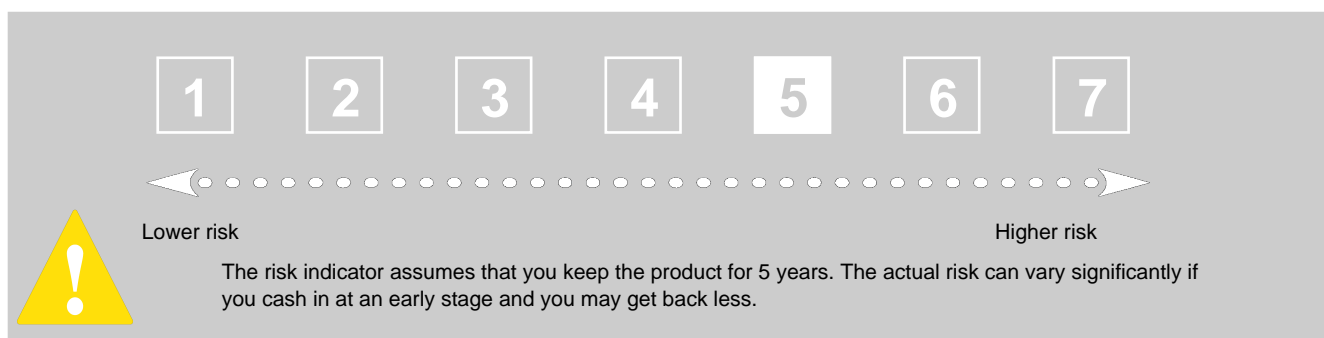 1 2 3 4 5 6 7
Lower risk Higher risk
!
The risk indicator assumes that you keep the product for 5 years. The actual risk can vary significantly if
you cash in at an early stage and you may get back less.